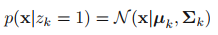 p(x|z_k = 1) = 𝒩(x|μ_k, Σ_k)